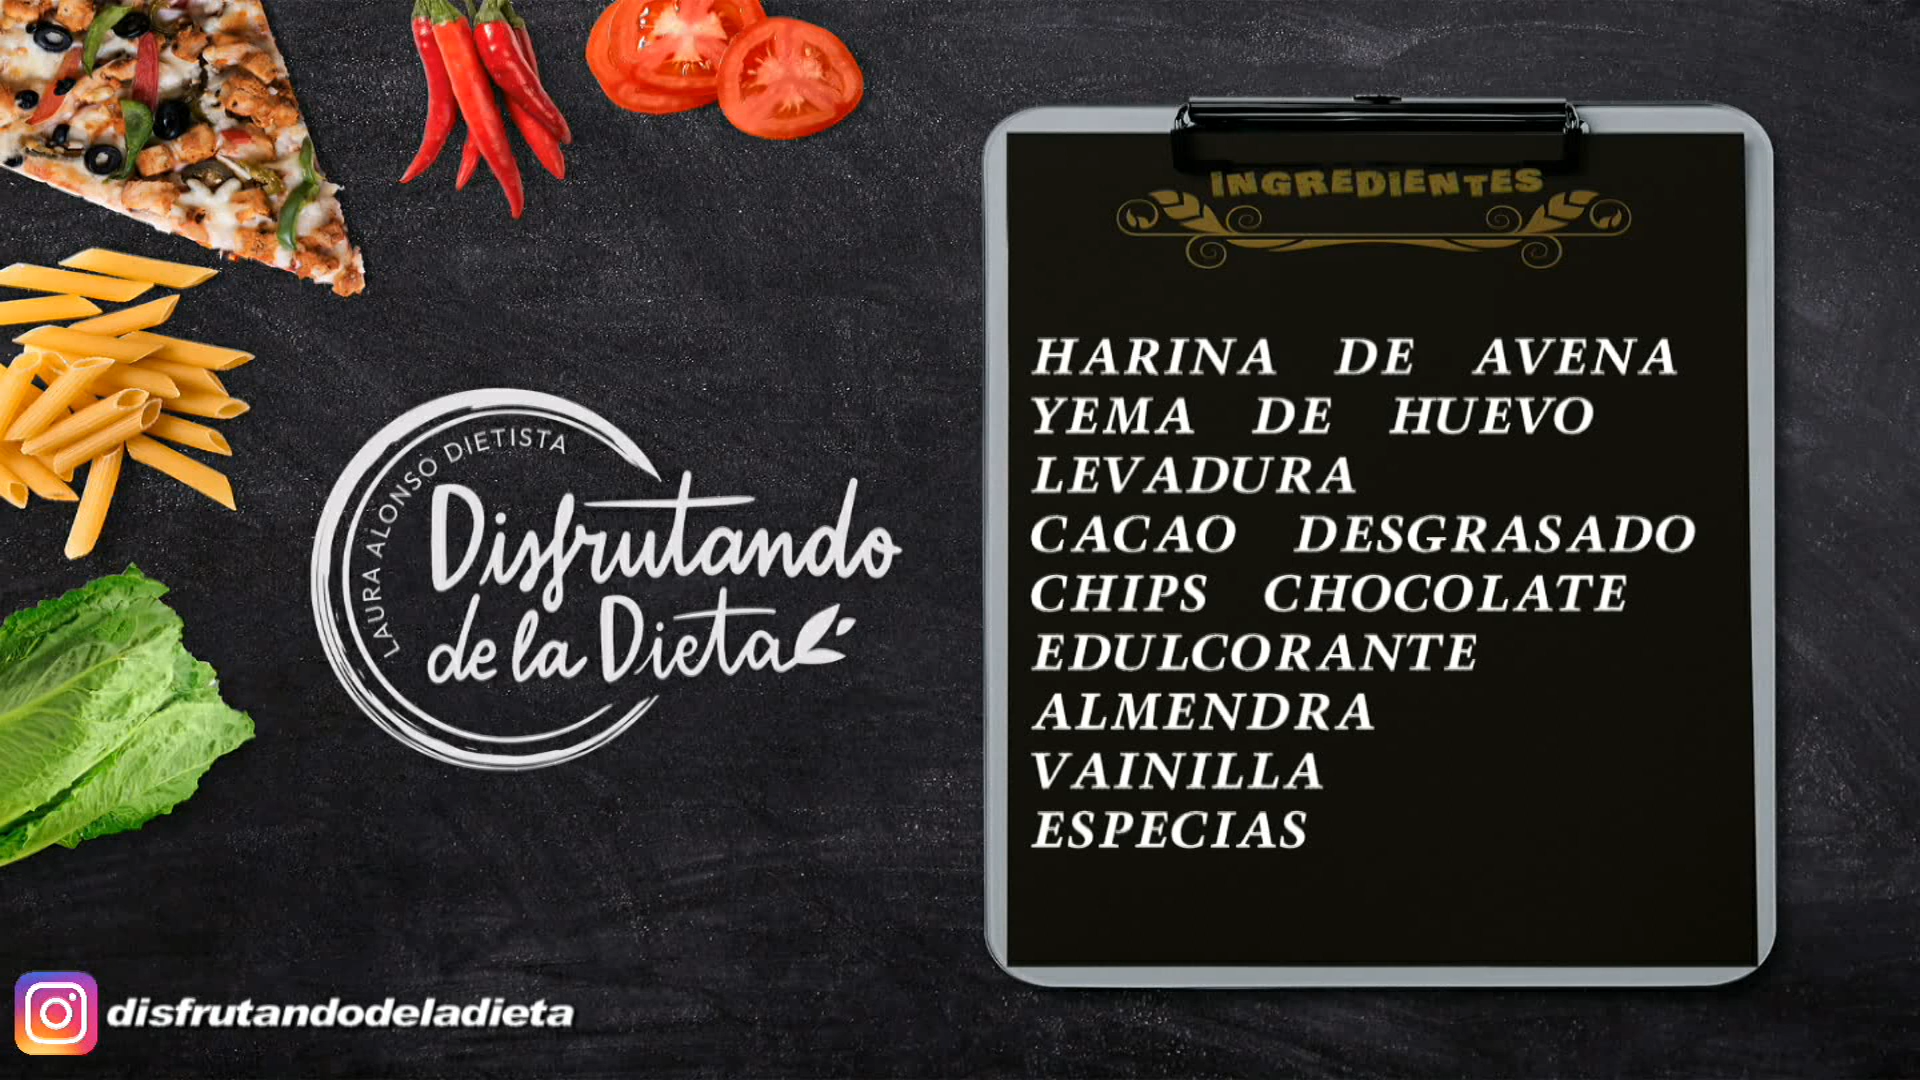 INGREDIENTES
HARINA DE AVENA
YEMA DE HUEVO
LEVADURA
CACAO DESGRASADO
CHIPS CHOCOLATE
EDULCORANTE
ALMENDRA
VAINILLA
ESPECIAS
LAURA ALONSO DIETISTA
Disfrutando
de la Dieta
disfrutandodeladieta